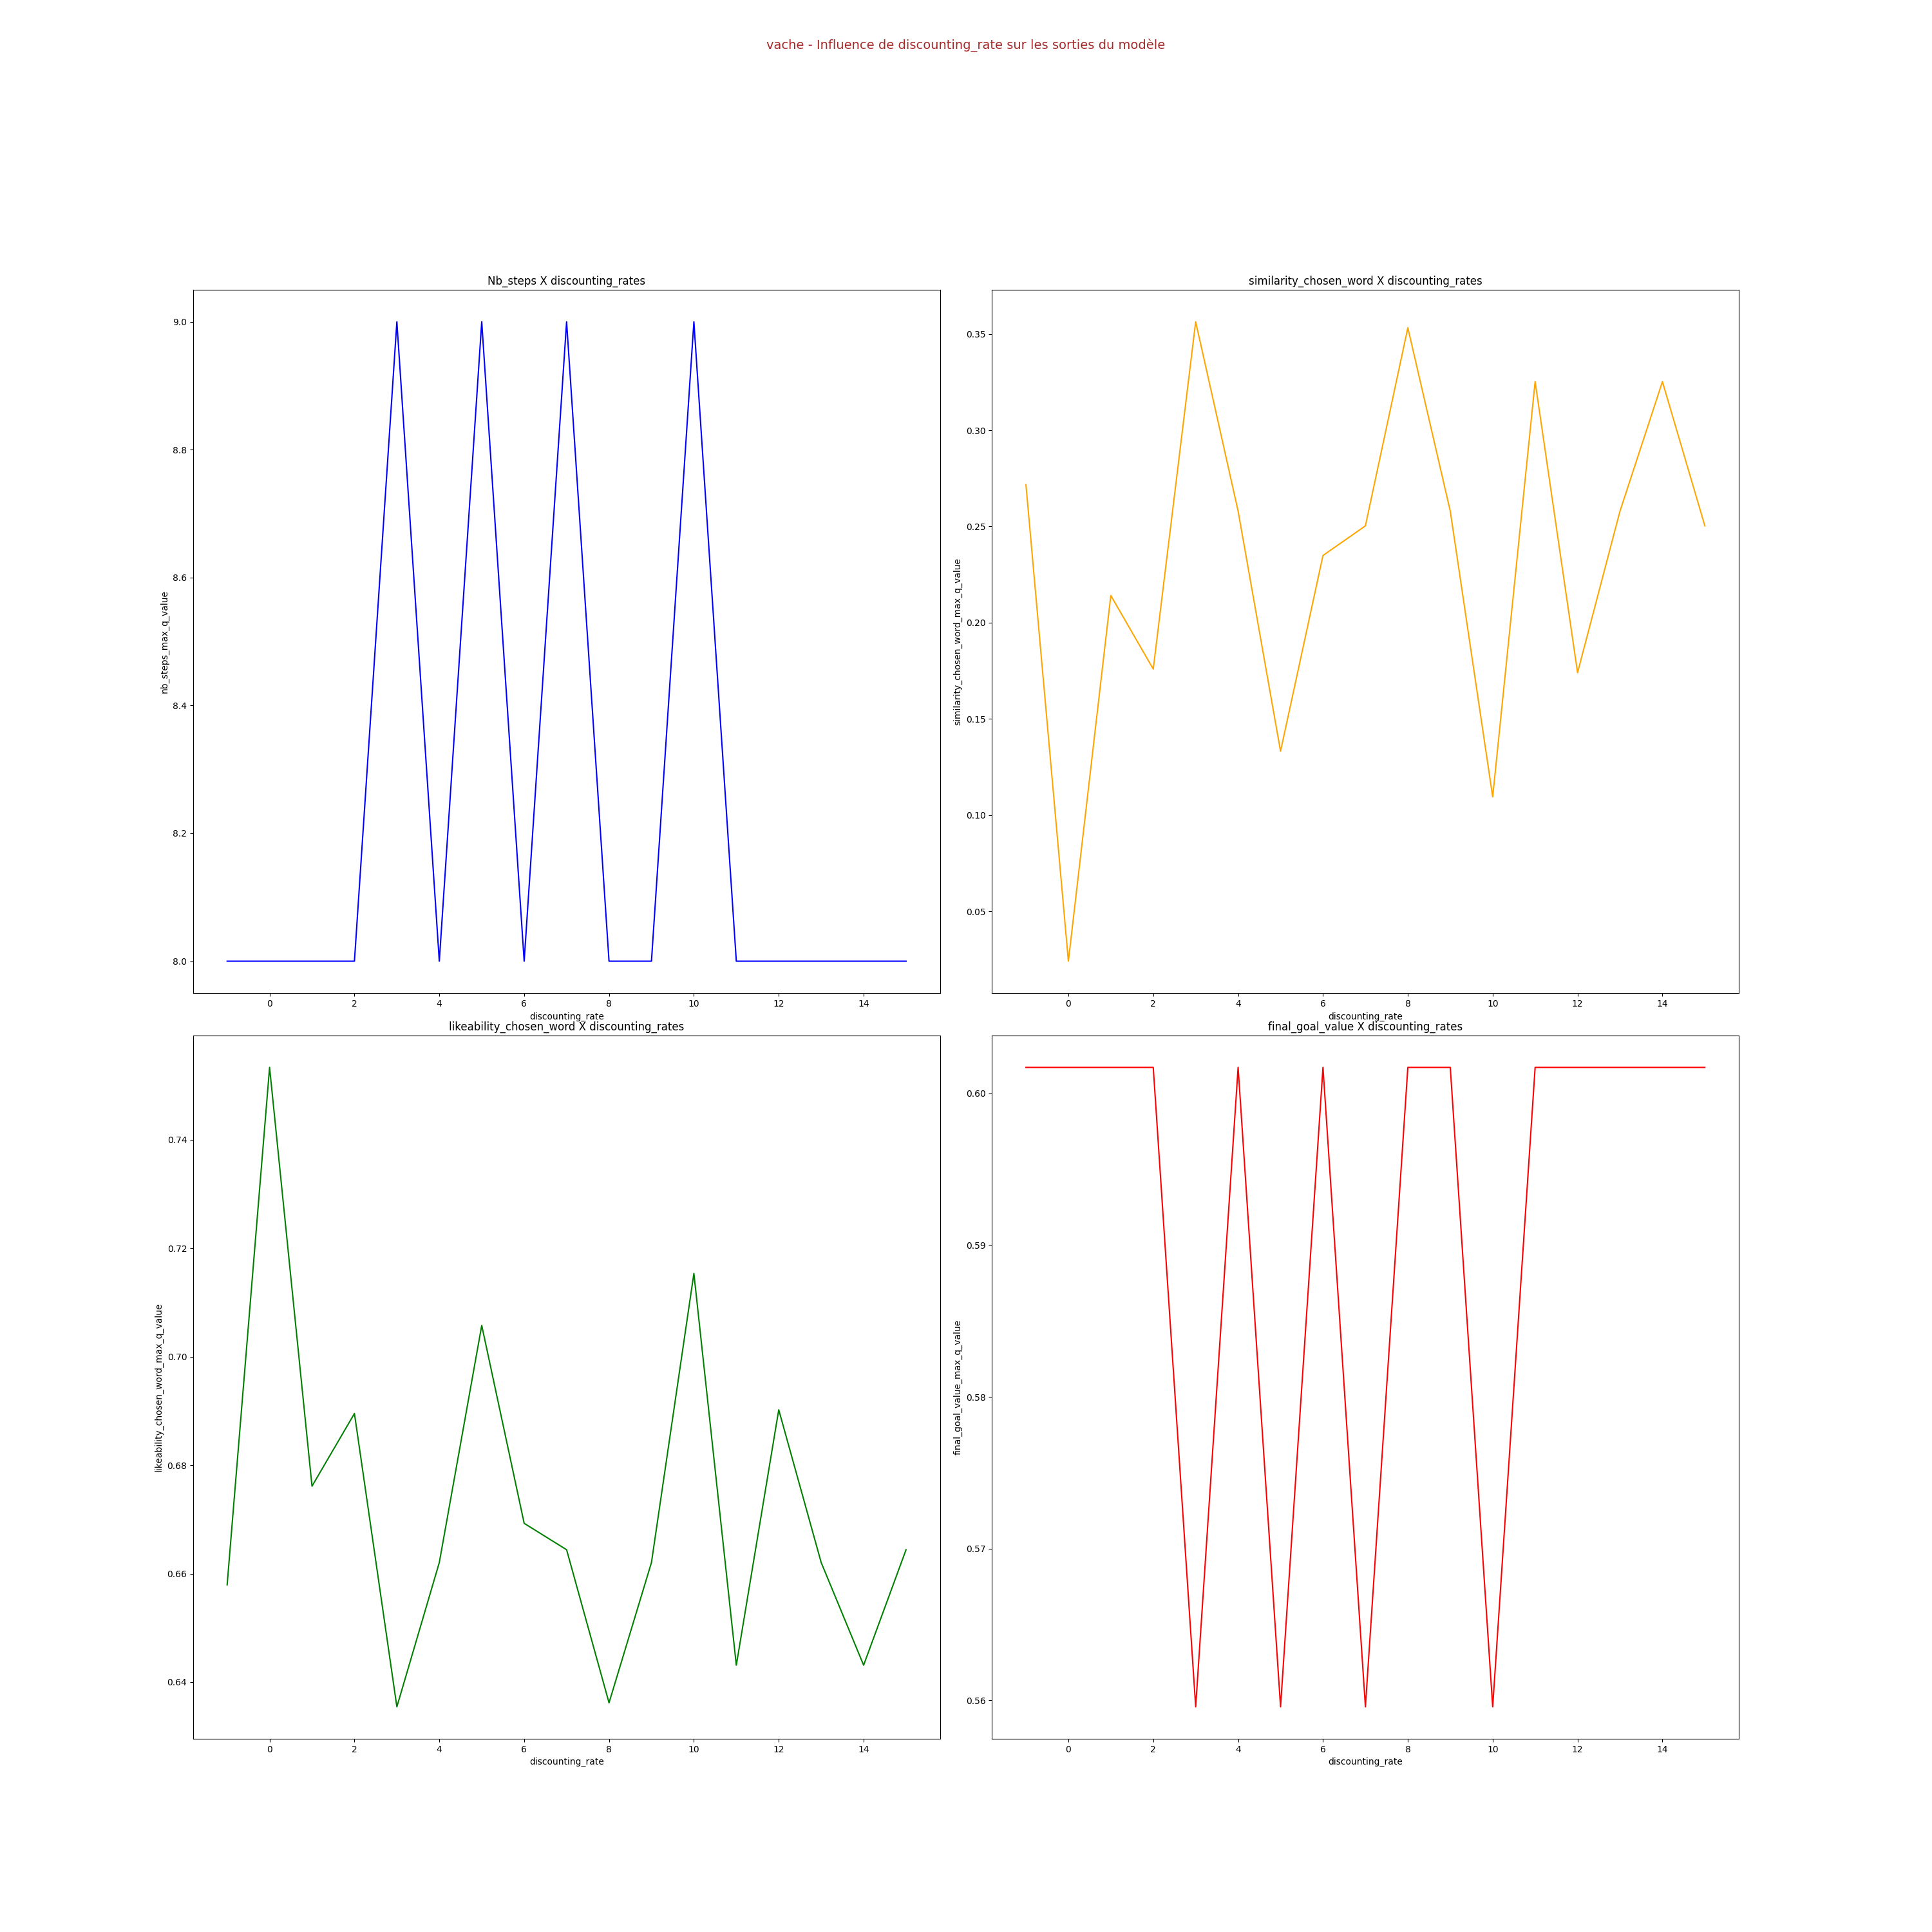 vache - Influence de discounting_rate sur les sorties du modèle
Nb_steps X discounting_rates
nb_steps_max_q_value
9.0
8.8
8.6
8.4
8.2
8.0
0 2 4 6 8 10 12 14
discounting_rate
similarity_chosen_word X discounting_rates
similarity_chosen_word_max_q_value
0.35
0.30
0.25
0.20
0.15
0.10
0.05
0 2 4 6 8 10 12 14
discounting_rate
likeability_chosen_word X discounting_rates
likeability_chosen_word_max_q_value
0.74
0.72
0.70
0.68
0.66
0.64
0 2 4 6 8 10 12 14
discounting_rate
final_goal_value X discounting_rates
final_goal_value_max_q_value
0.60
0.59
0.58
0.57
0.56
0 2 4 6 8 10 12 14
discounting_rate